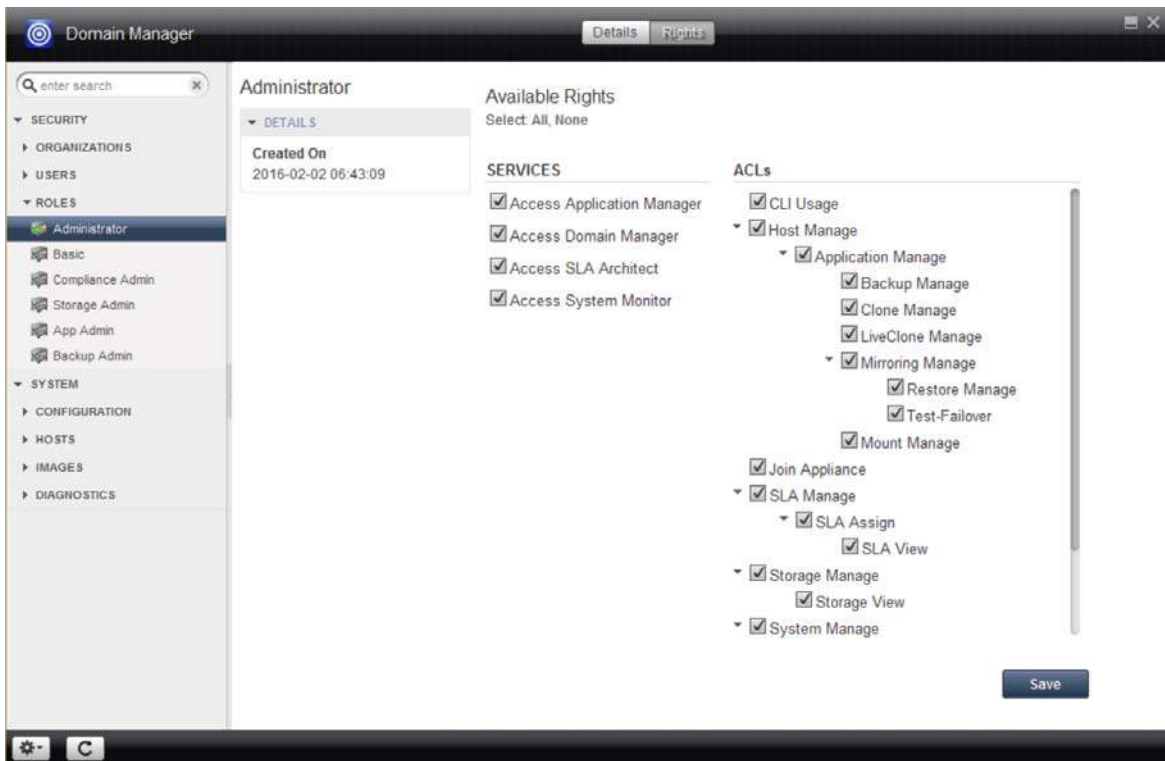 Domain Manager
Details
Rights
enter search
SECURITY
ORGANIZATIONS
USERS
ROLES
Administrator
Basic
Compliance Admin
Storage Admin
App Admin
Backup Admin
SYSTEM
CONFIGURATION
HOSTS
IMAGES
DIAGNOSTICS
Administrator
DETAILS
Created On
2016-02-02 06:43:09
Available Rights
Select: All, None
SERVICES
Access Application Manager
Access Domain Manager
Access SLA Architect
Access System Monitor
ACLs
CLI Usage
Host Manage
Application Manage
Backup Manage
Clone Manage
LiveClone Manage
Mirroring Manage
Restore Manage
Test-Failover
Mount Manage
Join Appliance
SLA Manage
SLA Assign
SLA View
Storage Manage
Storage View
System Manage
Save